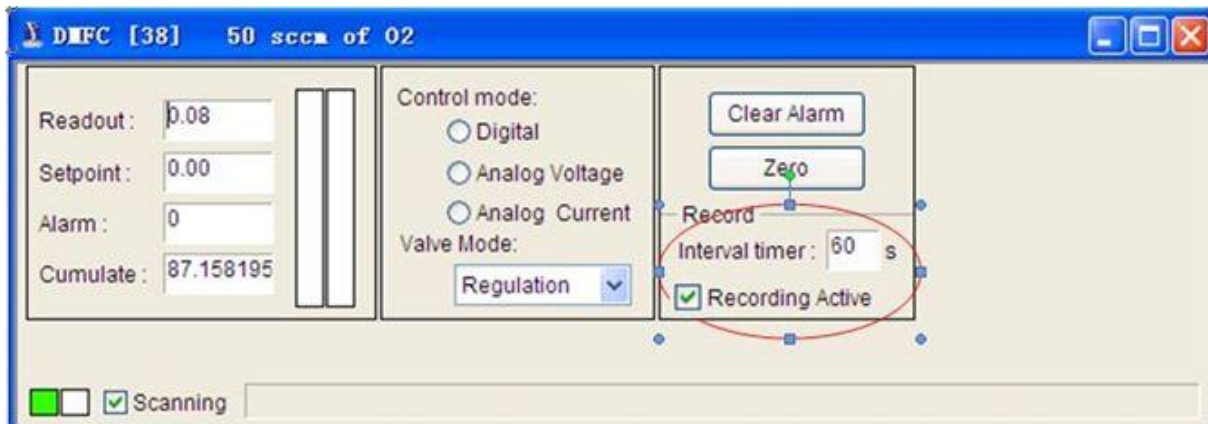 DMFC [38] 50 sccm of O2
Readout : 0.08
Setpoint : 0.00
Alarm : 0
Cumulate : 87.158195
Control mode:
Digital
Analog Voltage
Analog Current
Valve Mode:
Regulation
Clear Alarm
Zero
Record
Interval timer : 60 s
Recording Active
Scanning